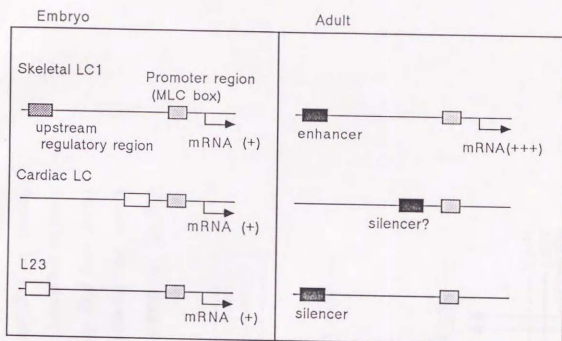 Embryo
Adult
Skeletal LC1
Promoter region
(MLC box)
upstream
regulatory region
mRNA (+)
enhancer
mRNA(+++)
Cardiac LC
mRNA (+)
silencer?
L23
mRNA (+)
silencer